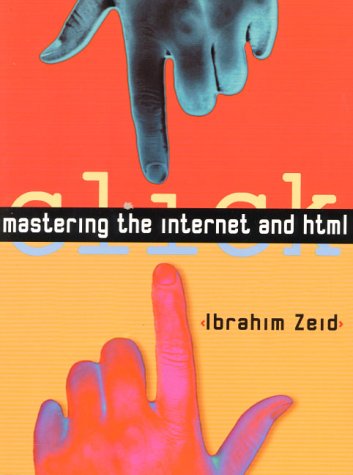 click
mastering the internet and html
‹Ibrahim Zeid›